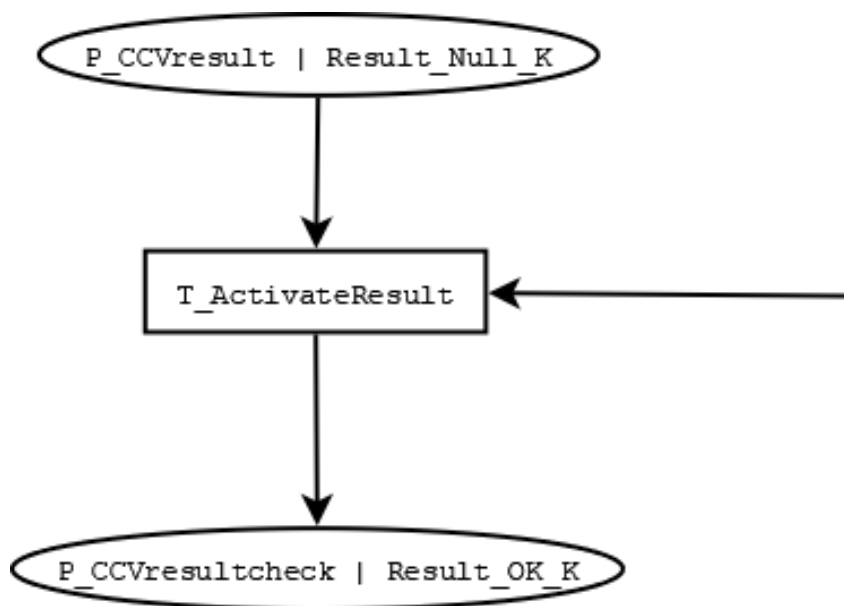 P_CCVresult | Result_Null_K
T_ActivateResult
P_CCVresultcheck | Result_OK_K